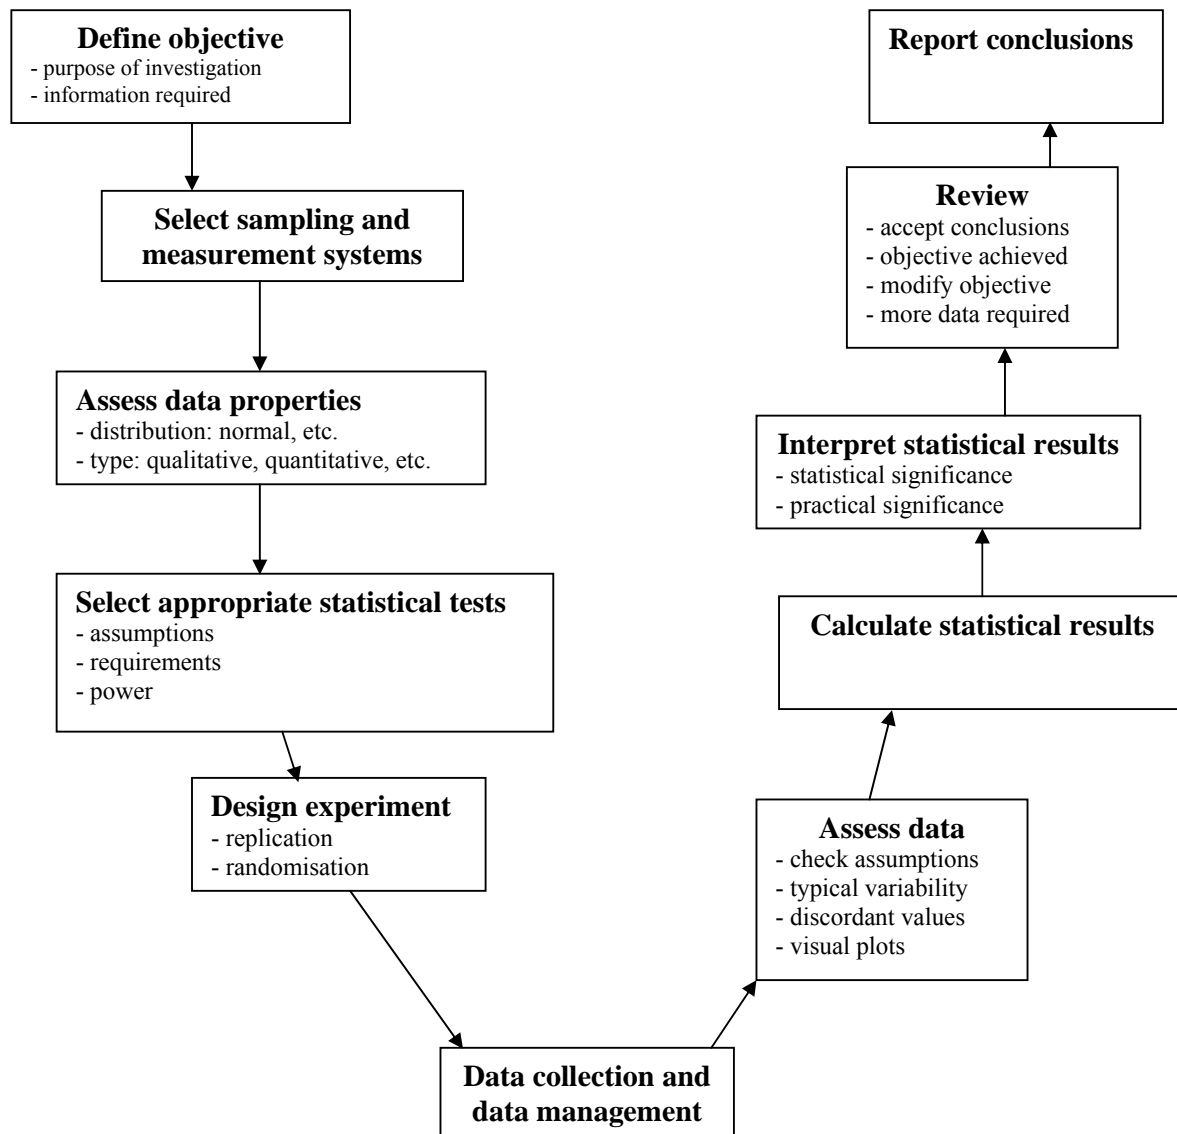 Define objective
- purpose of investigation
- information required
Select sampling and
measurement systems
Assess data properties
- distribution: normal, etc.
- type: qualitative, quantitative, etc.
Select appropriate statistical tests
- assumptions
- requirements
- power
Design experiment
- replication
- randomisation
Data collection and
data management
Assess data
- check assumptions
- typical variability
- discordant values
- visual plots
Calculate statistical results
Interpret statistical results
- statistical significance
- practical significance
Review
- accept conclusions
- objective achieved
- modify objective
- more data required
Report conclusions